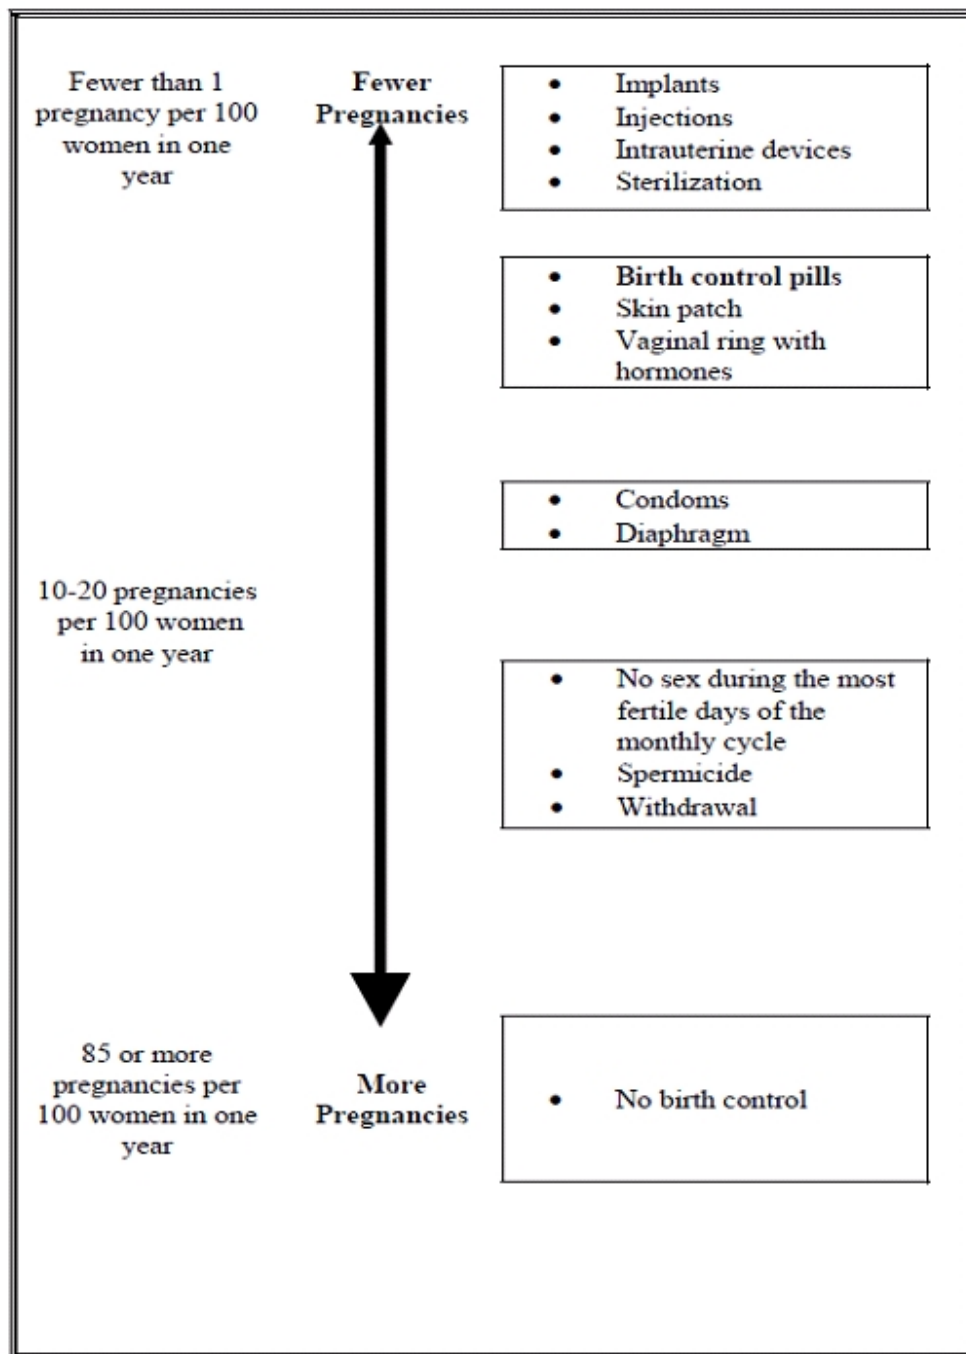 Fewer than 1
pregnancy per 100
women in one
year
Fewer
Pregnancies
• Implants
• Injections
• Intrauterine devices
• Sterilization
• Birth control pills
• Skin patch
• Vaginal ring with
hormones
• Condoms
• Diaphragm
10-20 pregnancies
per 100 women
in one year
• No sex during the most
fertile days of the
monthly cycle
• Spermicide
• Withdrawal
85 or more
pregnancies per
100 women in one
year
More
Pregnancies
• No birth control